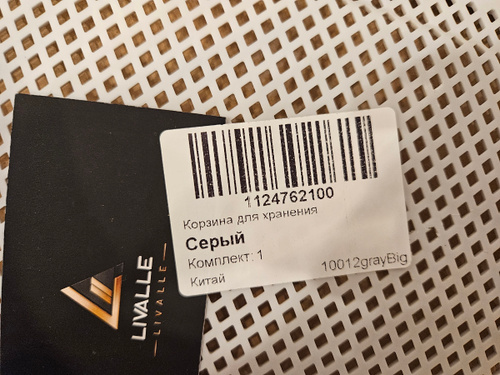 1124762100
Корзина для хранения
Серый
Комплект: 1
Китай
10012grayBig
LIVALLE
— LIVALLE —